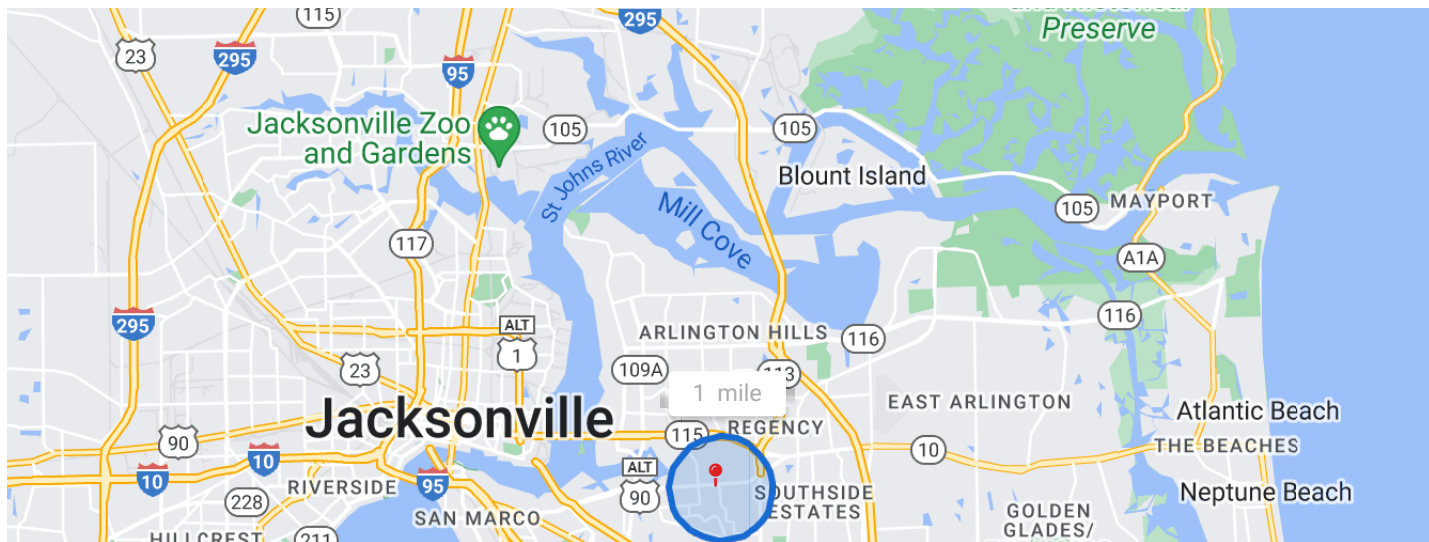 115
295
and Historical
Preserve
23
295
95
Jacksonville Zoo
and Gardens
105
105
St Johns River
Blount Island
Mill Cove
105
MAYPORT
117
A1A
295
ALT
1
116
ARLINGTON HILLS
116
23
109A
113
1 mile
Jacksonville
EAST ARLINGTON
Atlantic Beach
90
115
REGENCY
THE BEACHES
10
10
10
ALT
90
95
RIVERSIDE
228
SOUTHSIDE
ESTATES
Neptune Beach
SAN MARCO
GOLDEN
GLADES/
HILLCREST
211